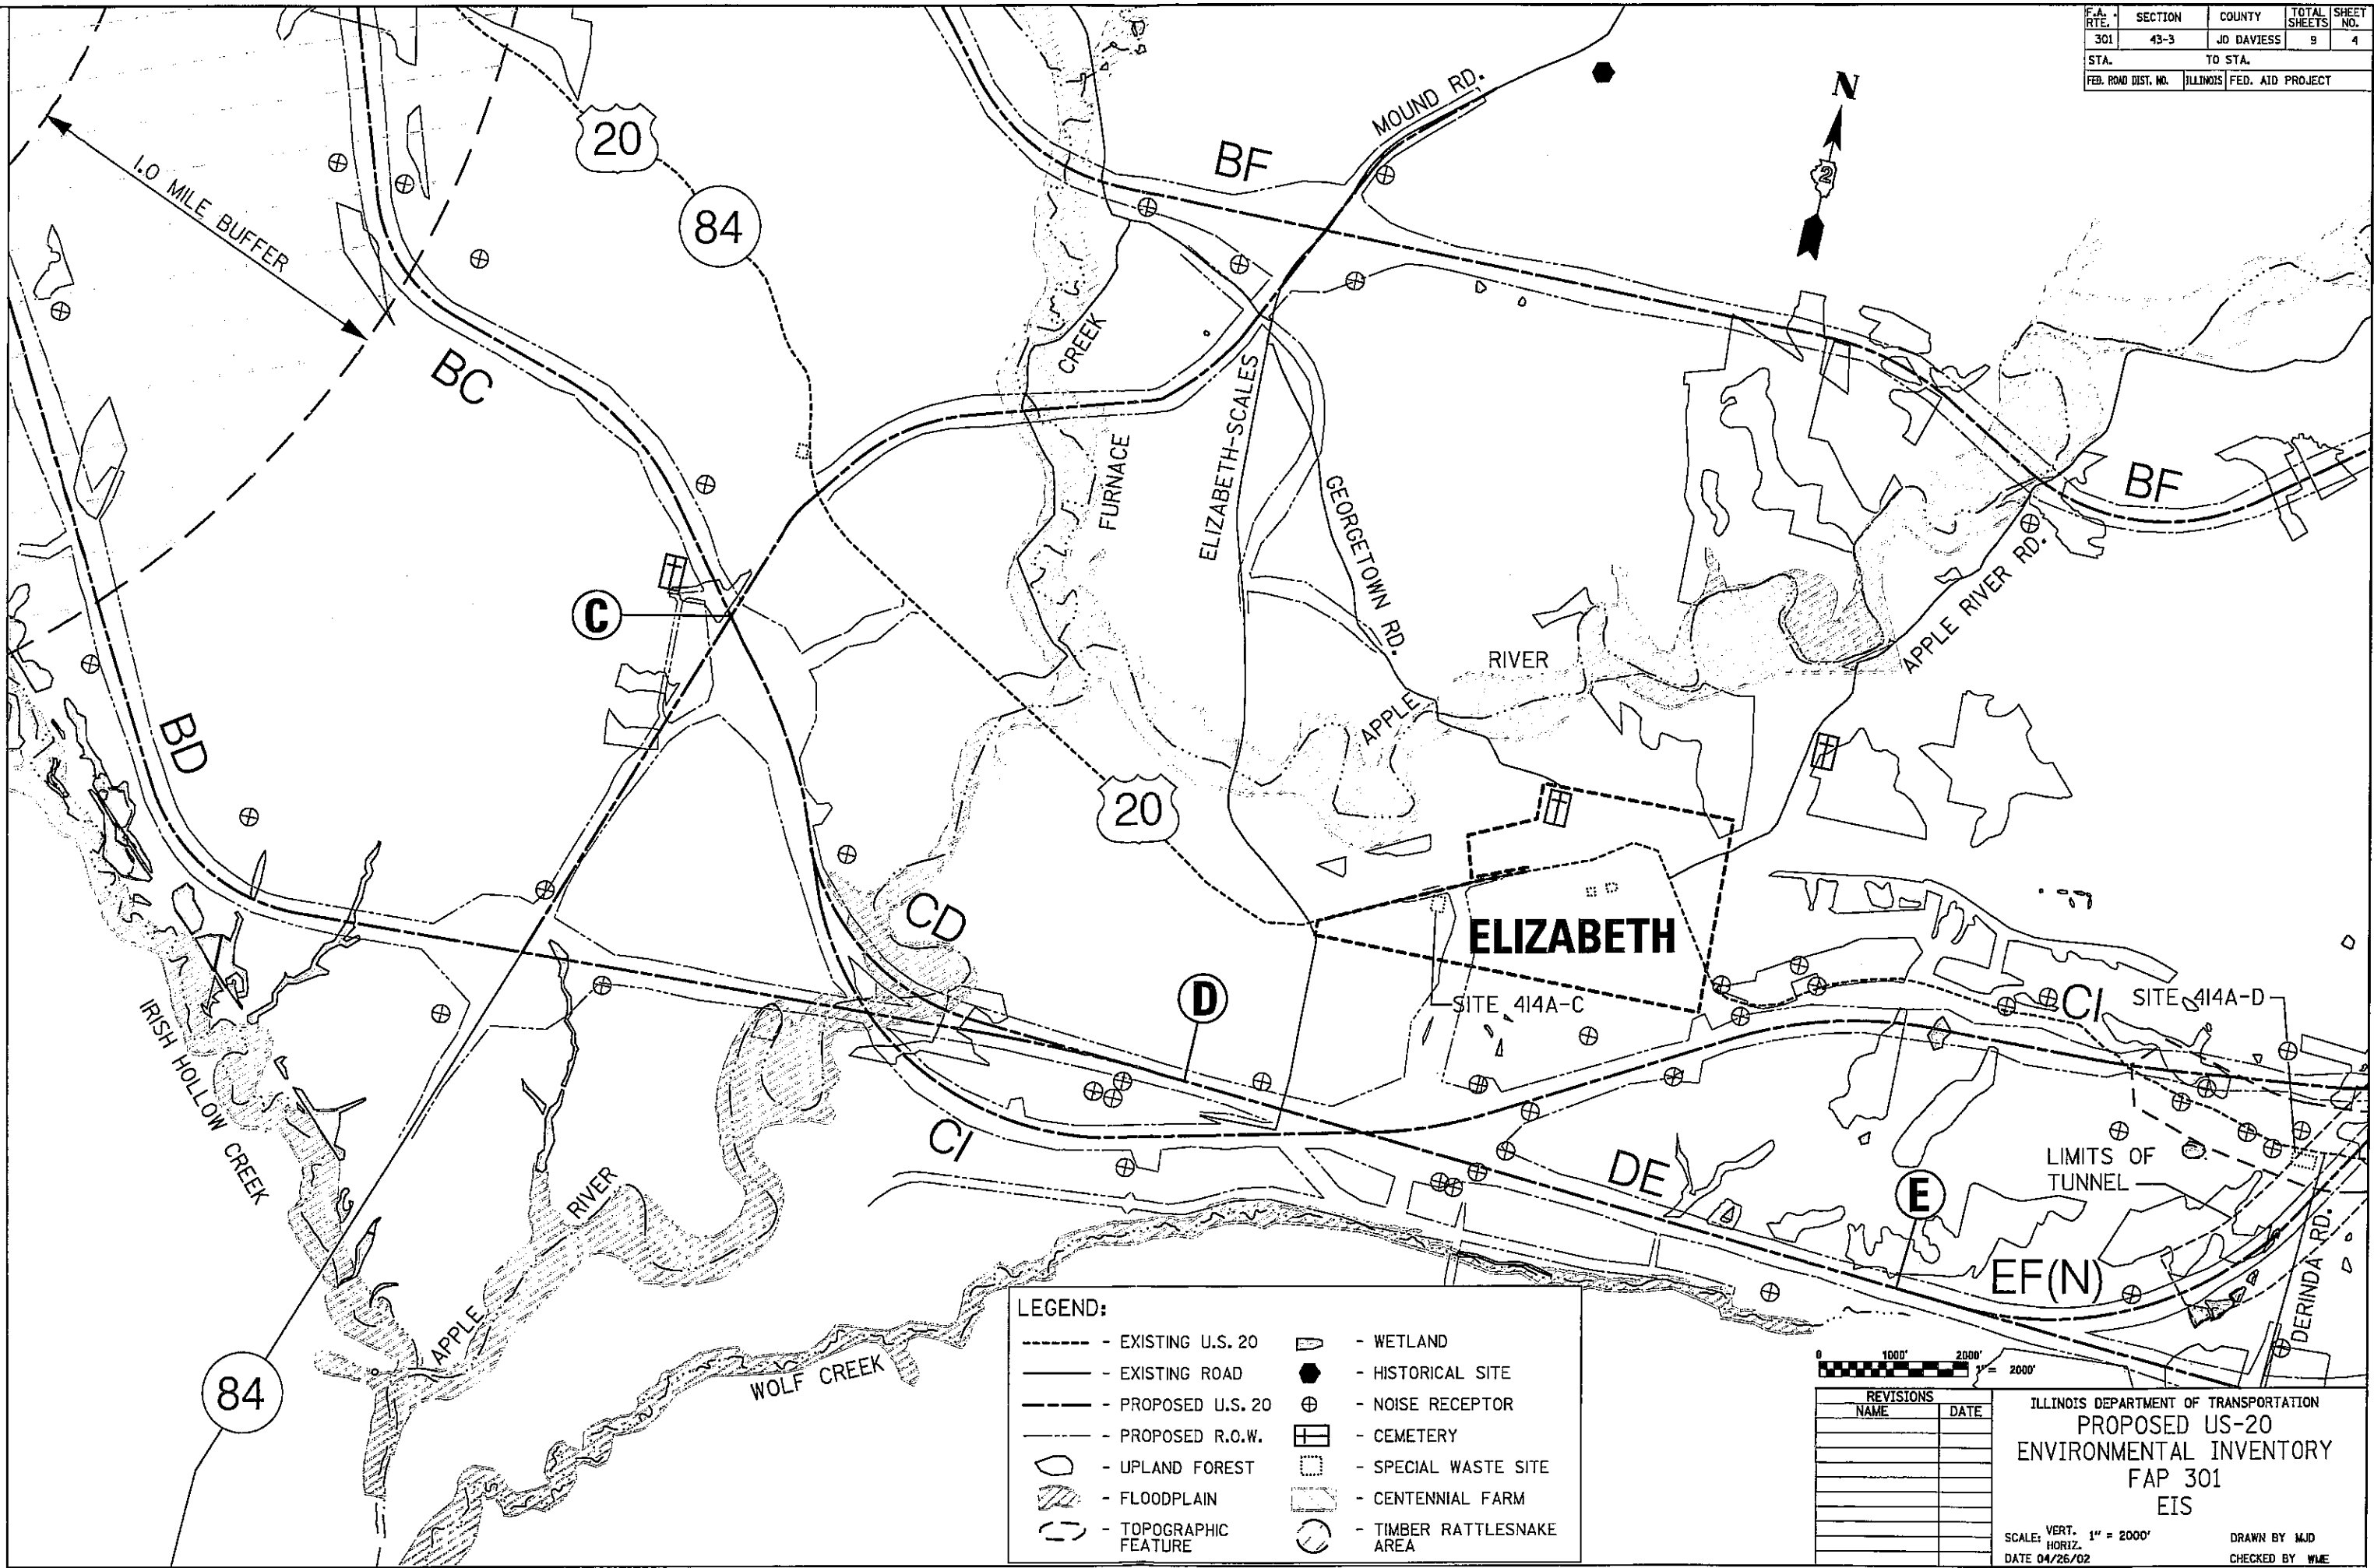 F.A. RTE. SECTION COUNTY TOTAL SHEETS SHEET NO.
301 43-3 JO DAVIESS 9 4
STA. TO STA.
FED. ROAD DIST. NO. ILLINOIS FED. AID PROJECT
N
2
1.0 MILE BUFFER
20
84
BF
MOUND RD.
BC
CREEK
FURNACE
ELIZABETH-SCALES
GEORGETOWN RD.
BF
APPLE RIVER RD.
C
RIVER
APPLE
BD
20
CD
ELIZABETH
D
SITE 414A-C
CI
SITE 414A-D
IRISH HOLLOW CREEK
CI
DE
LIMITS OF
TUNNEL
E
RIVER
EF(N)
DERINDA RD.
APPLE
WOLF CREEK
84
LEGEND:
- EXISTING U.S. 20
- EXISTING ROAD
- PROPOSED U.S. 20
- PROPOSED R.O.W.
- UPLAND FOREST
- FLOODPLAIN
- TOPOGRAPHIC
FEATURE
- WETLAND
- HISTORICAL SITE
- NOISE RECEPTOR
- CEMETERY
- SPECIAL WASTE SITE
- CENTENNIAL FARM
- TIMBER RATTLESNAKE
AREA
0 1000' 2000'
1" = 2000'
REVISIONS
NAME DATE
ILLINOIS DEPARTMENT OF TRANSPORTATION
PROPOSED US-20
ENVIRONMENTAL INVENTORY
FAP 301
EIS
SCALE: VERT. HORIZ. 1" = 2000'
DATE 04/26/02
DRAWN BY MJD
CHECKED BY WME